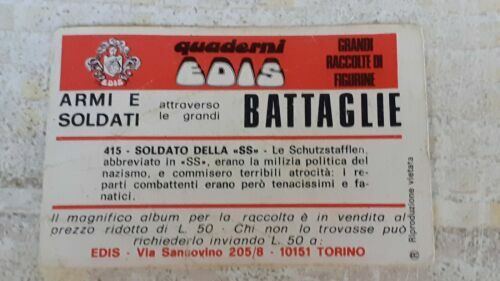 EDIS
quaderni
EDIS
GRANDI
RACCOLTE DI
FIGURINE
ARMI E
SOLDATI
attraverso
le grandi
BATTAGLIE
415 - SOLDATO DELLA «SS» - Le Schutzstafflen,
abbreviato in «SS», erano la milizia politica del
nazismo, e commisero terribili atrocità: i re-
parti combattenti erano però tenacissimi e fa-
natici.
Il magnifico album per la raccolta è in vendita al
prezzo ridotto di L. 50 - Chi non lo trovasse può
richiederlo inviando L. 50 a:
EDIS - Via Sansovino 205/8 - 10151 TORINO
® Riproduzione vietata